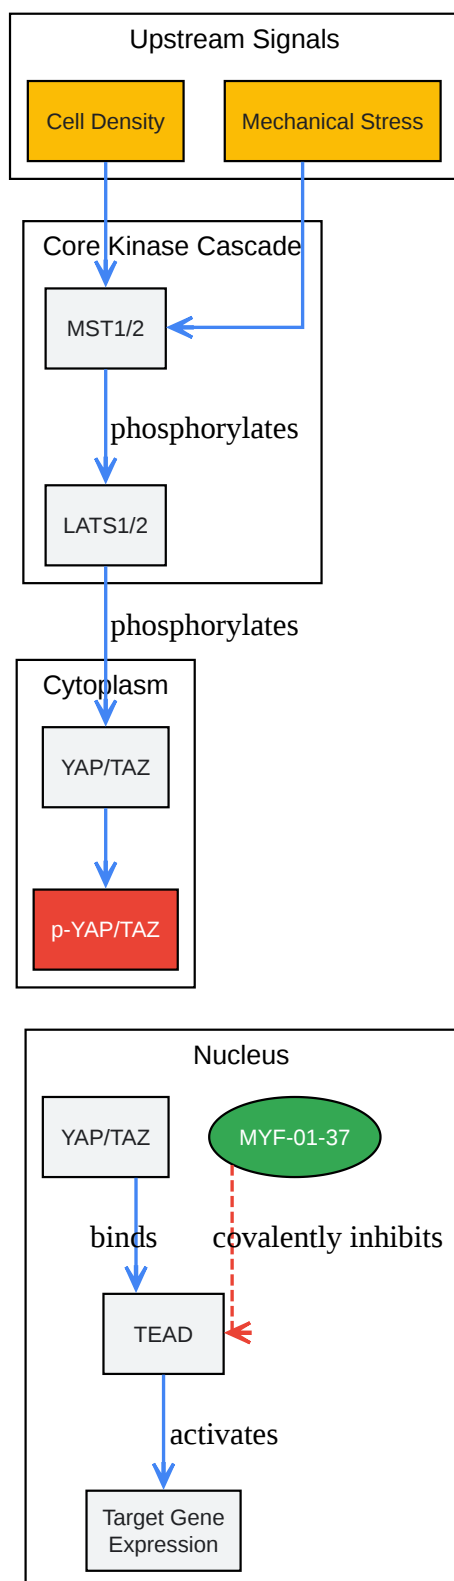 Upstream Signals
Cell Density
Mechanical Stress
Core Kinase Cascade
MST1/2
phosphorylates
LATS1/2
phosphorylates
Cytoplasm
YAP/TAZ
p-YAP/TAZ
Nucleus
YAP/TAZ
MYF-01-37
binds
covalently inhibits
TEAD
activates
Target Gene
Expression